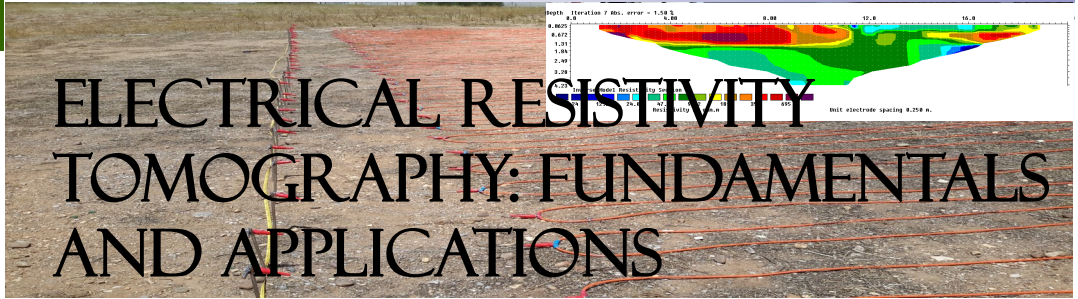 Depth Iteration 7 Abs. error = 1.50 %
0.0 4.00 8.00 12.0 16.0
0.0625
0.672
1.31
1.84
2.49
3.20
ELECTRICAL RESISTIVITY
Unit electrode spacing 0.250 m.
TOMOGRAPHY: FUNDAMENTALS
AND APPLICATIONS